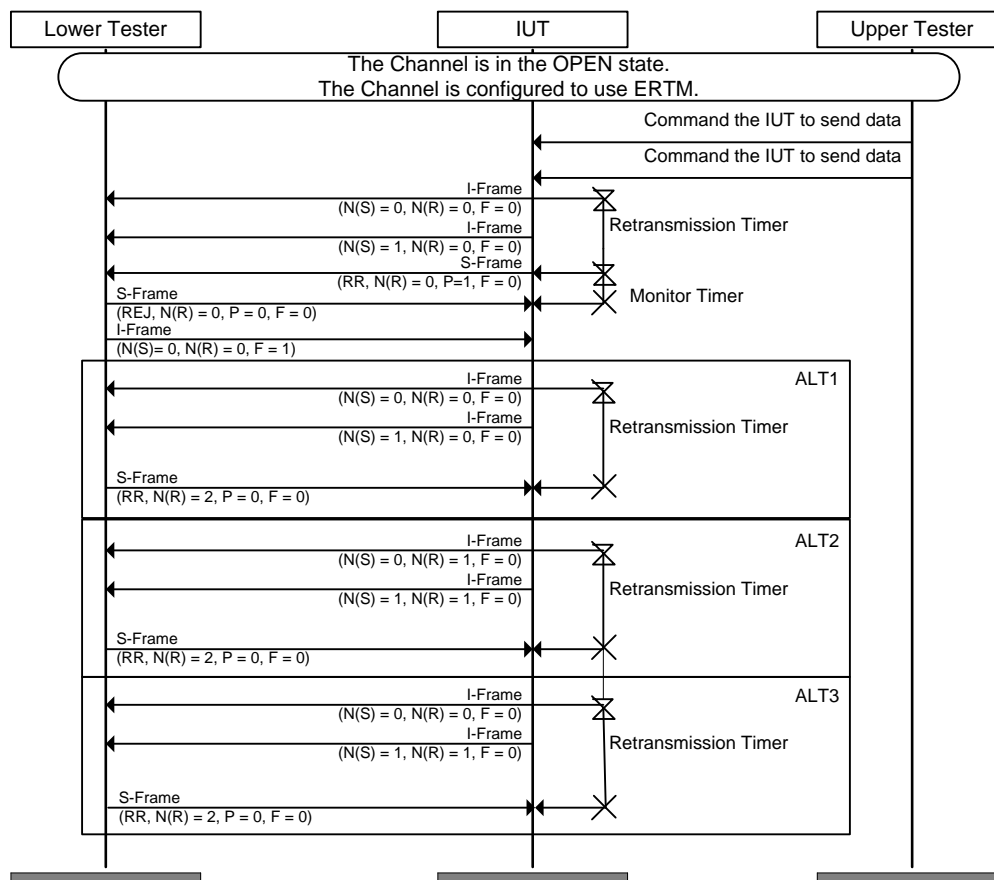 Lower Tester
IUT
Upper Tester
The Channel is in the OPEN state.
The Channel is configured to use ERTM.
Command the IUT to send data
Command the IUT to send data
I-Frame
(N(S) = 0, N(R) = 0, F = 0)
Retransmission Timer
I-Frame
(N(S) = 1, N(R) = 0, F = 0)
S-Frame
(RR, N(R) = 0, P=1, F = 0)
Monitor Timer
S-Frame
(REJ, N(R) = 0, P = 0, F = 0)
I-Frame
(N(S)= 0, N(R) = 0, F = 1)
ALT1
I-Frame
(N(S) = 0, N(R) = 0, F = 0)
I-Frame
(N(S) = 1, N(R) = 0, F = 0)
Retransmission Timer
S-Frame
(RR, N(R) = 2, P = 0, F = 0)
ALT2
I-Frame
(N(S) = 0, N(R) = 1, F = 0)
I-Frame
(N(S) = 1, N(R) = 1, F = 0)
Retransmission Timer
S-Frame
(RR, N(R) = 2, P = 0, F = 0)
ALT3
I-Frame
(N(S) = 0, N(R) = 0, F = 0)
I-Frame
(N(S) = 1, N(R) = 1, F = 0)
Retransmission Timer
S-Frame
(RR, N(R) = 2, P = 0, F = 0)